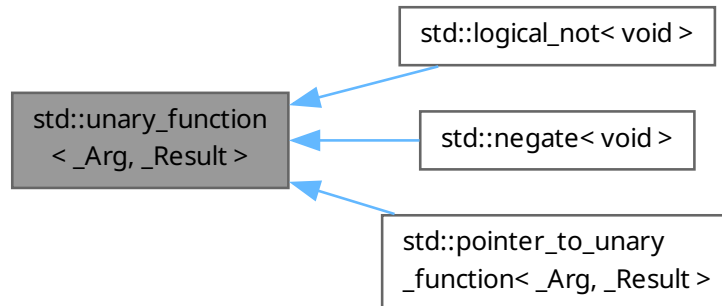 std::logical_not< void >
std::unary_function
< _Arg, _Result >
std::negate< void >
std::pointer_to_unary
_function< _Arg, _Result >